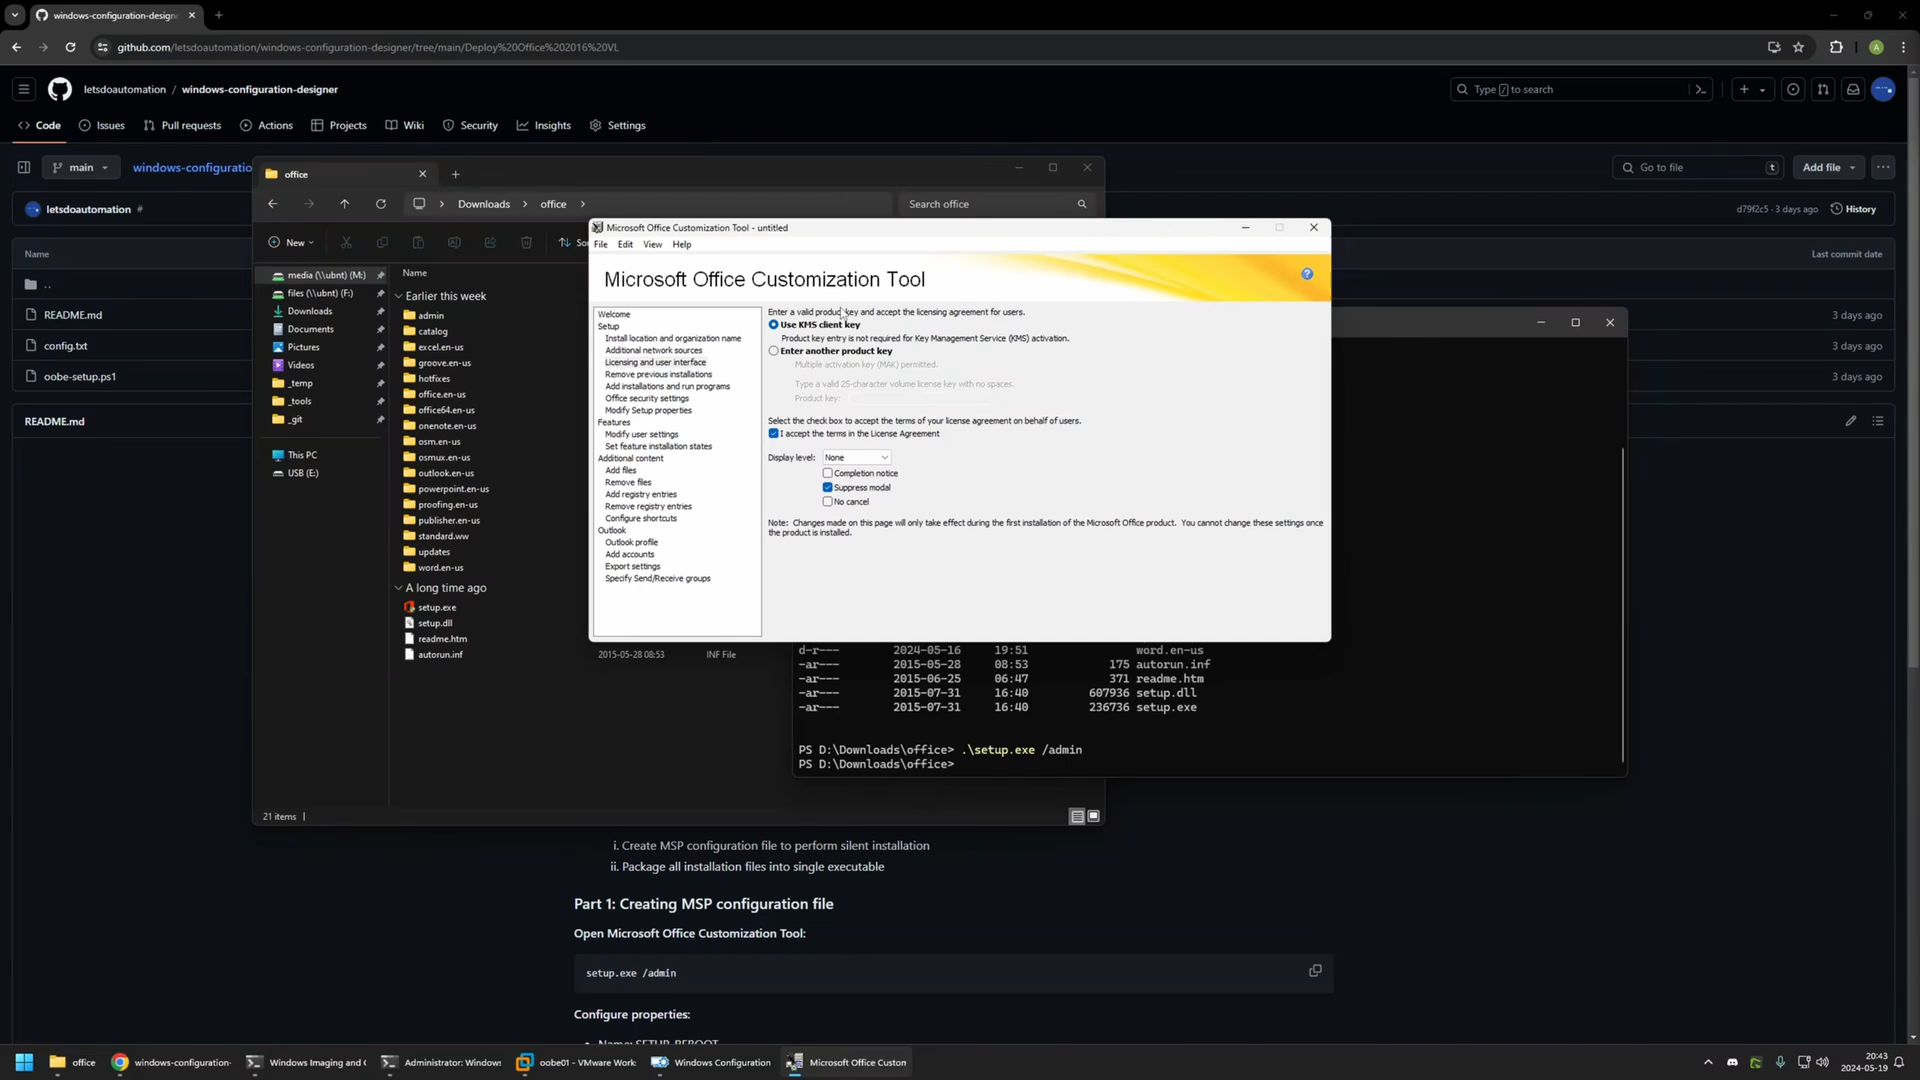 windows-configuration-design
github.com/letsdoautomation/windows-configuration-designer/tree/main/Deploy%20Office%202016%20VL
A
letsdoautomation / windows-configuration-designer
Type / to search
Code
Issues
Pull requests
Actions
Projects
Wiki
Security
Insights
Settings
main
windows-configuratio
Go to file
t
Add file
letsdoautomation
d79f2c5 · 3 days ago
History
Name
Last commit date
..
README.md
3 days ago
config.txt
3 days ago
oobe-setup.ps1
3 days ago
README.md
office
Downloads
office
Search office
New
So
media (\\ubnt) (M:)
files (\\ubnt) (F:)
Downloads
Documents
Pictures
Videos
_temp
_tools
_git
This PC
USB (E:)
Name
Earlier this week
admin
catalog
excel.en-us
groove.en-us
hotfixes
office.en-us
office64.en-us
onenote.en-us
osm.en-us
osmux.en-us
outlook.en-us
powerpoint.en-us
proofing.en-us
publisher.en-us
standard.ww
updates
word.en-us
A long time ago
setup.exe
setup.dll
readme.htm
autorun.inf
2015-05-28 08:53
INF File
21 items
Microsoft Office Customization Tool - untitled
File Edit View Help
Microsoft Office Customization Tool
Welcome
Setup
Install location and organization name
Additional network sources
Licensing and user interface
Remove previous installations
Add installations and run programs
Office security settings
Modify Setup properties
Features
Modify user settings
Set feature installation states
Additional content
Add files
Remove files
Add registry entries
Remove registry entries
Configure shortcuts
Outlook
Outlook profile
Add accounts
Export settings
Specify Send/Receive groups
Enter a valid product key and accept the licensing agreement for users.
Use KMS client key
Product key entry is not required for Key Management Service (KMS) activation.
Enter another product key
Multiple activation key (MAK) permitted.
Type a valid 25-character volume license key with no spaces.
Product key:
Select the check box to accept the terms of your license agreement on behalf of users.
I accept the terms in the License Agreement
Display level: None
Completion notice
Suppress modal
No cancel
Note: Changes made on this page will only take effect during the first installation of the Microsoft Office product. You cannot change these settings once
the product is installed.
d-r--- 2024-05-16 19:51 word.en-us
-ar--- 2015-05-28 08:53 175 autorun.inf
-ar--- 2015-06-25 06:47 371 readme.htm
-ar--- 2015-07-31 16:40 607936 setup.dll
-ar--- 2015-07-31 16:40 236736 setup.exe
PS D:\Downloads\office> .\setup.exe /admin
PS D:\Downloads\office>
i. Create MSP configuration file to perform silent installation
ii. Package all installation files into single executable
Part 1: Creating MSP configuration file
Open Microsoft Office Customization Tool:
setup.exe /admin
Configure properties:
Name: SETUP_REBOOT
office
windows-configuration-
Windows Imaging and C
Administrator: Window
oobe01 - VMware Work
Windows Configuration
Microsoft Office Custom
20:43
2024-05-19